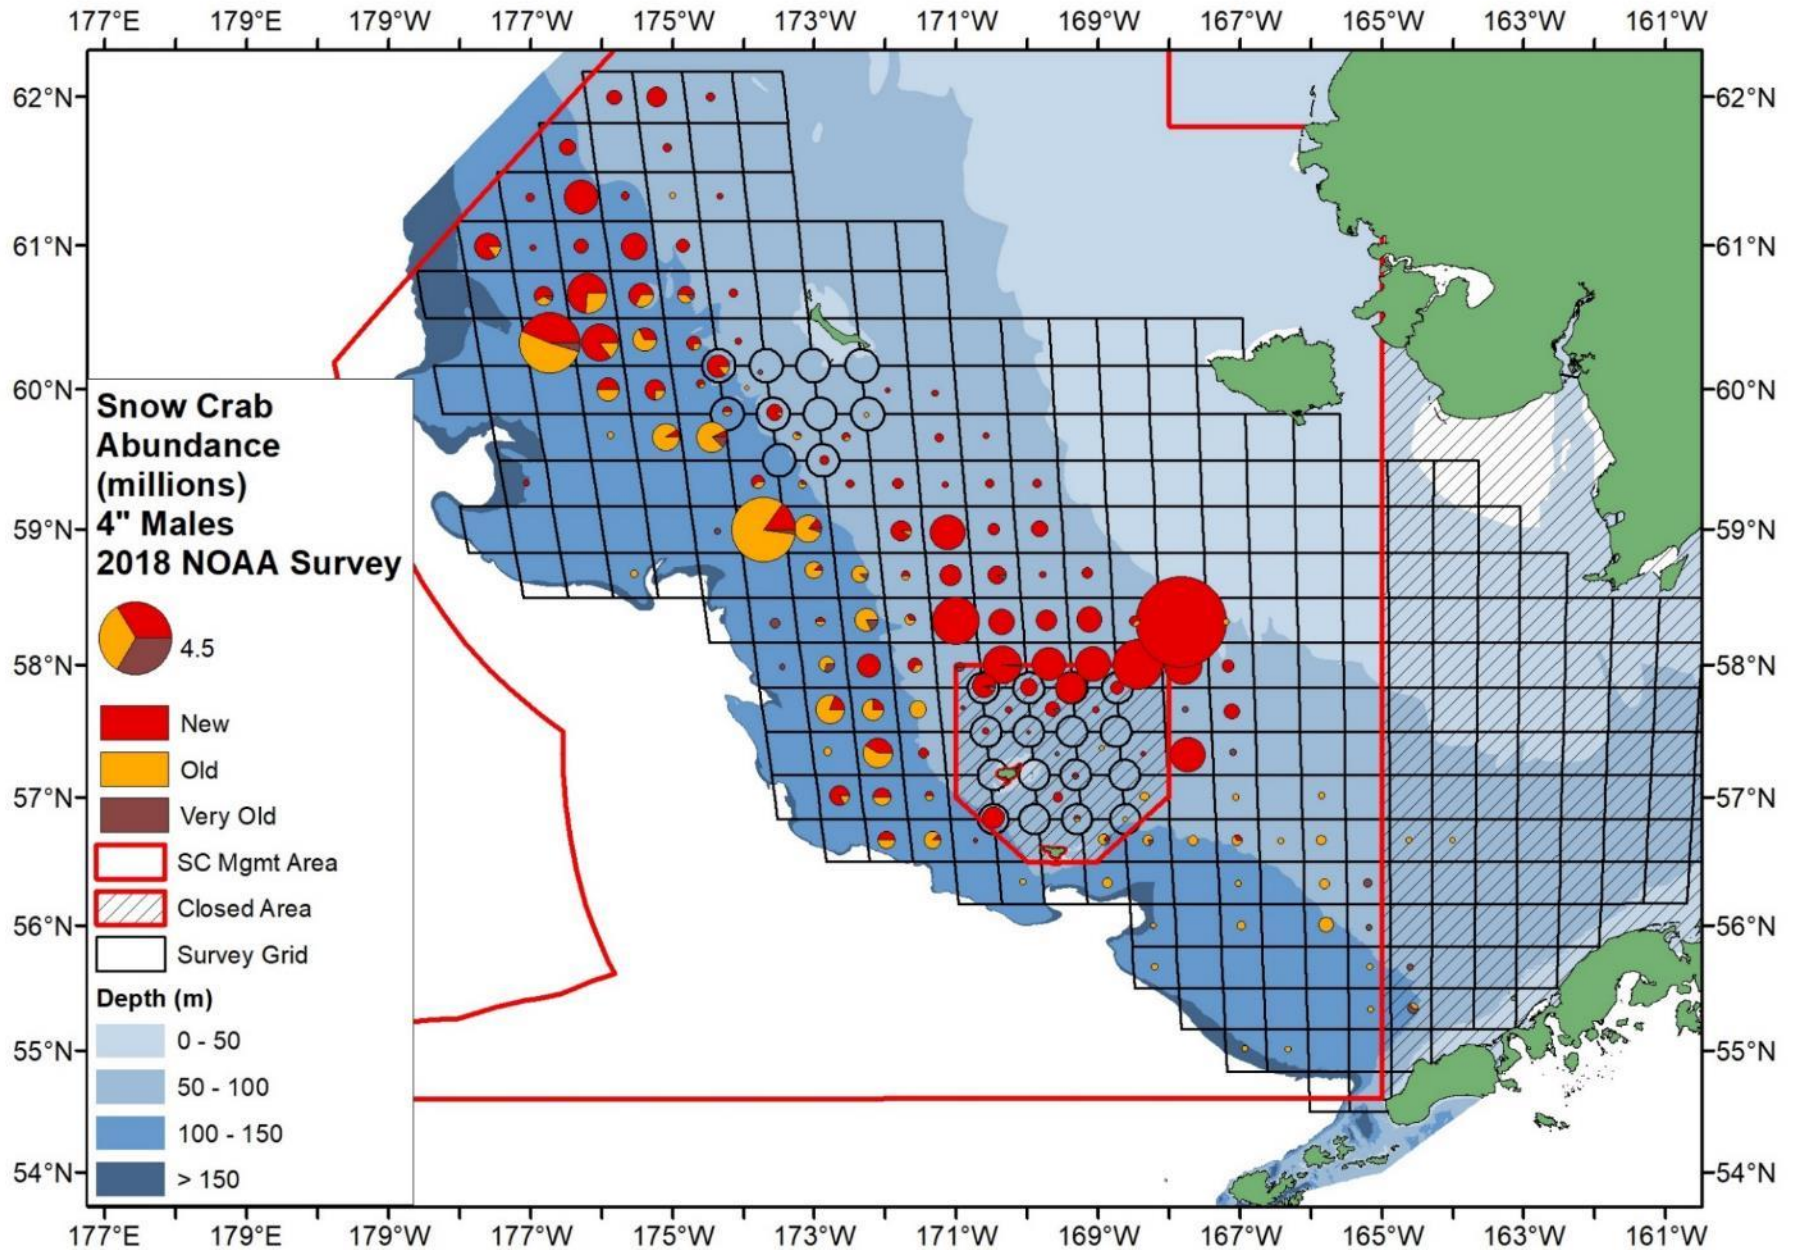 177°E 179°W 177°W 175°W 173°W 171°W 169°W 167°W 165°W 163°W 161°W
62°N 62°N
61°N 61°N
60°N 60°N
Snow Crab
Abundance
(millions)
4" Males
2018 NOAA Survey
59°N 59°N
4.5
58°N 58°N
New
Old
57°N 57°N
Very Old
SC Mgmt Area
Closed Area
56°N 56°N
Survey Grid
Depth (m)
0 - 50
55°N 55°N
50 - 100
100 - 150
54°N 54°N
> 150
177°E 179°E 179°W 177°W 175°W 173°W 171°W 169°W 167°W 165°W 163°W 161°W